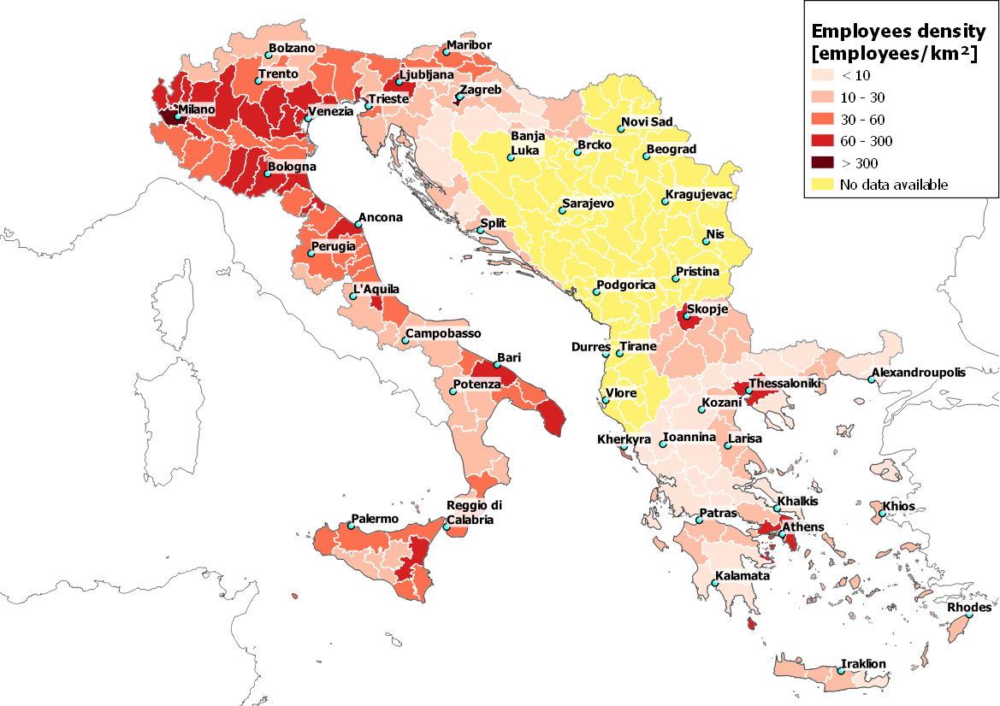 Employees density
[employees/km²]
< 10
10 - 30
30 - 60
60 - 300
> 300
No data available
Bolzano
Maribor
Trento
Ljubljana
Zagreb
Milano
Venezia
Trieste
Novi Sad
Banja
Luka
Brcko
Beograd
Bologna
Kragujevac
Sarajevo
Ancona
Split
Nis
Perugia
Pristina
L'Aquila
Podgorica
Skopje
Campobasso
Durres
Tirane
Bari
Alexandroupolis
Potenza
Thessaloniki
Vlore
Kozani
Kherkyra
Ioannina
Larisa
Reggio di
Calabria
Khalkis
Khios
Palermo
Patras
Athens
Kalamata
Rhodes
Iraklion